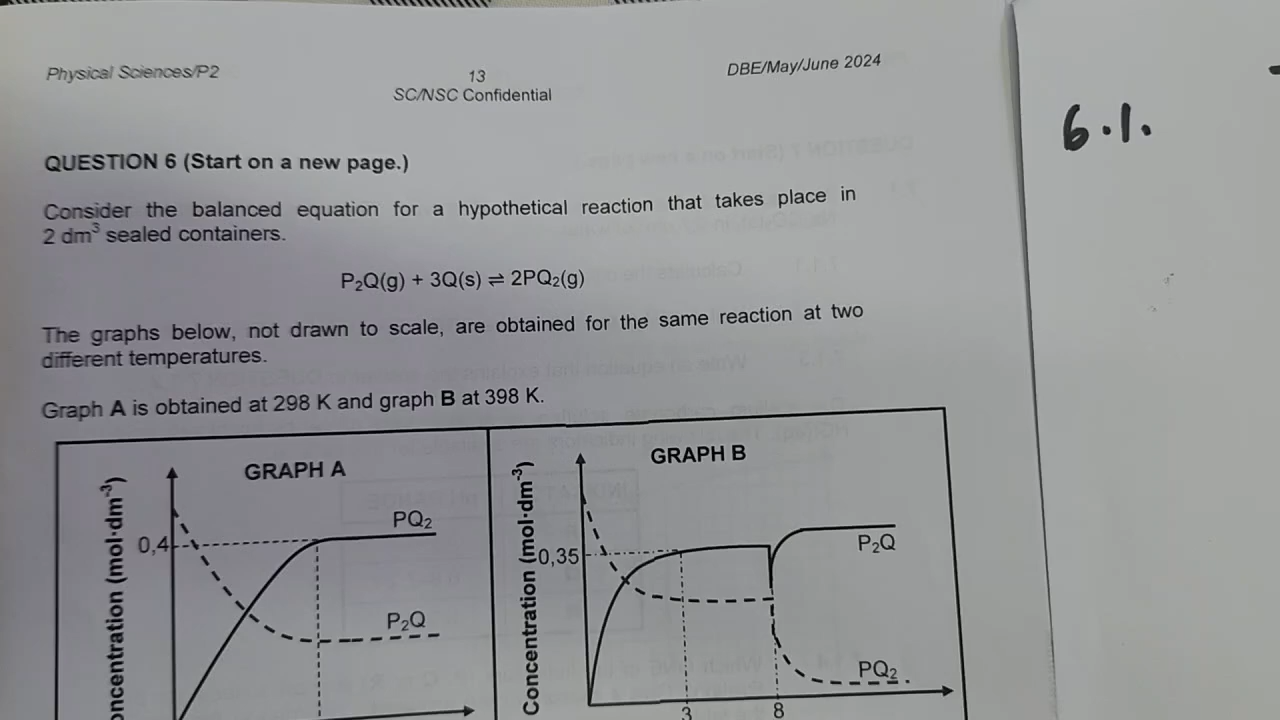 Physical Sciences/P2
13
DBE/May/June 2024
SC/NSC Confidential
6.1.
QUESTION 6 (Start on a new page.)
Consider the balanced equation for a hypothetical reaction that takes place in
2 dm³ sealed containers.
P₂Q(g) + 3Q(s) ⇌ 2PQ₂(g)
The graphs below, not drawn to scale, are obtained for the same reaction at two
different temperatures.
Graph A is obtained at 298 K and graph B at 398 K.
GRAPH A
oncentration (mol·dm⁻³)
0,4
PQ₂
P₂Q
GRAPH B
Concentration (mol·dm⁻³)
0,35
P₂Q
PQ₂
3
8